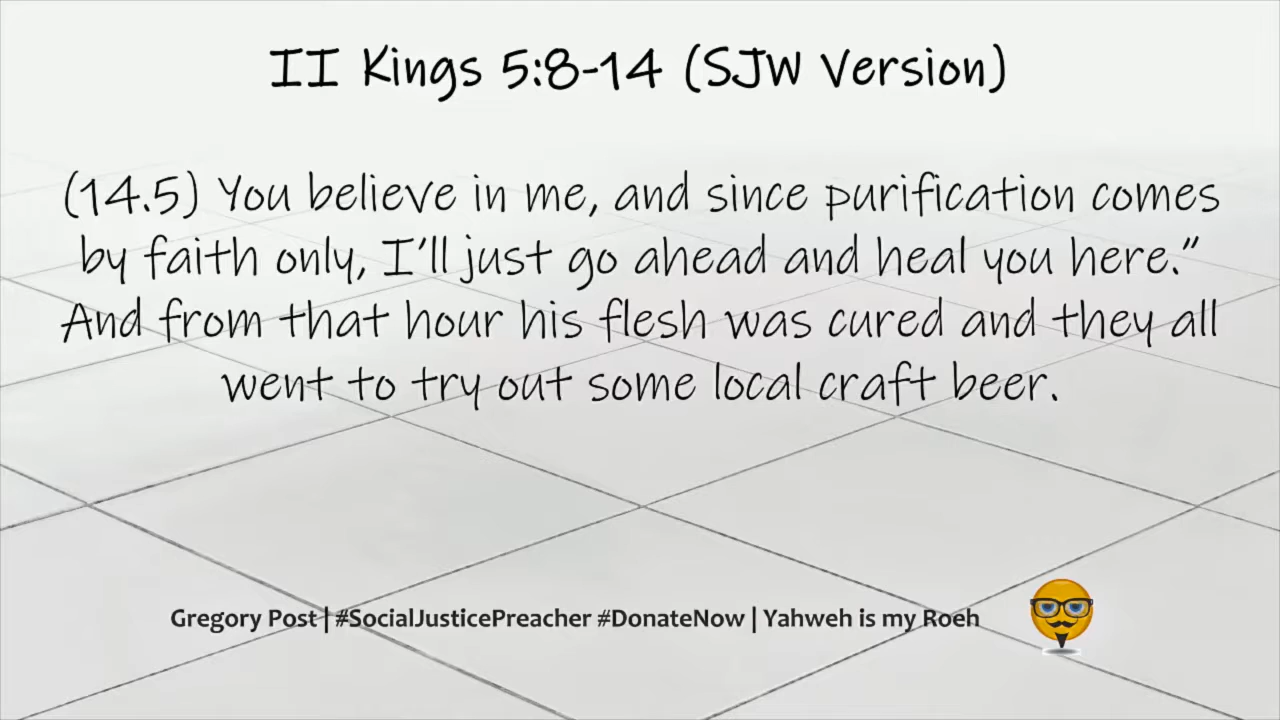 II Kings 5:8-14 (SJW Version)
(14.5) You believe in me, and since purification comes
by faith only, I’ll just go ahead and heal you here.”
And from that hour his flesh was cured and they all
went to try out some local craft beer.
Gregory Post | #SocialJusticePreacher #DonateNow | Yahweh is my Roeh